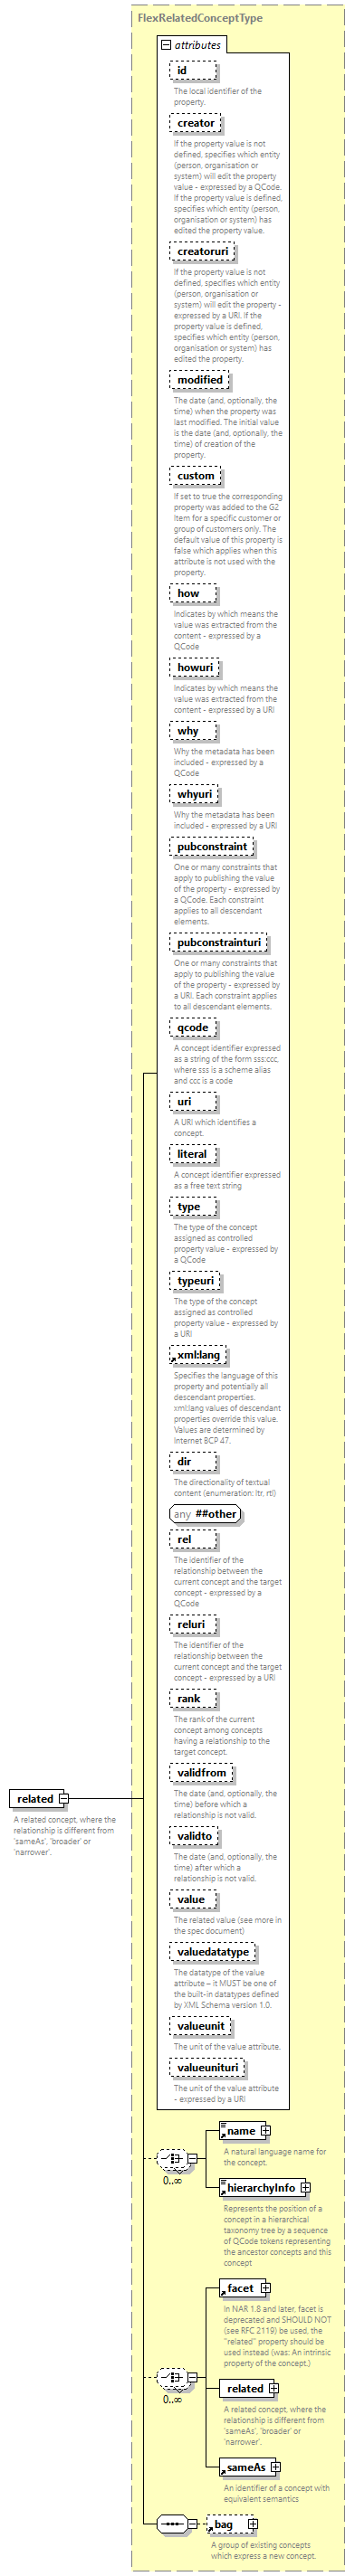 FlexRelatedConceptType
attributes
id
The local identifier of the
property.
creator
If the property value is not
defined, specifies which entity
(person, organisation or
system) will edit the property
value - expressed by a QCode.
If the property value is defined,
specifies which entity (person,
organisation or system) has
edited the property value.
creatoruri
If the property value is not
defined, specifies which entity
(person, organisation or
system) will edit the property -
expressed by a URI. If the
property value is defined,
specifies which entity (person,
organisation or system) has
edited the property.
modified
The date (and, optionally, the
time) when the property was
last modified. The initial value
is the date (and, optionally, the
time) of creation of the
property.
custom
If set to true the corresponding
property was added to the G2
Item for a specific customer or
group of customers only. The
default value of this property is
false which applies when this
attribute is not used with the
property.
how
Indicates by which means the
value was extracted from the
content - expressed by a
QCode
howuri
Indicates by which means the
value was extracted from the
content - expressed by a URI
why
Why the metadata has been
included - expressed by a
QCode
whyuri
Why the metadata has been
included - expressed by a URI
pubconstraint
One or many constraints that
apply to publishing the value
of the property - expressed by
a QCode. Each constraint
applies to all descendant
elements.
pubconstrainturi
One or many constraints that
apply to publishing the value
of the property - expressed by
a URI. Each constraint applies
to all descendant elements.
qcode
A concept identifier expressed
as a string of the form sss:ccc,
where sss is a scheme alias
and ccc is a code
uri
A URI which identifies a
concept.
literal
A concept identifier expressed
as a free text string
type
The type of the concept
assigned as controlled
property value - expressed by
a QCode
typeuri
The type of the concept
assigned as controlled
property value - expressed by
a URI
xml:lang
Specifies the language of this
property and potentially all
descendant properties.
xml:lang values of descendant
properties override this value.
Values are determined by
Internet BCP 47.
dir
The directionality of textual
content (enumeration: ltr, rtl)
any ##other
rel
The identifier of the
relationship between the
current concept and the target
concept - expressed by a
QCode
reluri
The identifier of the
relationship between the
current concept and the target
concept - expressed by a URI
rank
The rank of the current
concept among concepts
having a relationship to the
target concept.
validfrom
The date (and, optionally, the
time) before which a
relationship is not valid.
validto
The date (and, optionally, the
time) after which a
relationship is not valid.
value
The related value (see more in
the spec document)
valuedatatype
The datatype of the value
attribute – it MUST be one of
the built-in datatypes defined
by XML Schema version 1.0.
valueunit
The unit of the value attribute.
valueunituri
The unit of the value attribute
- expressed by a URI
related
A related concept, where the
relationship is different from
'sameAs', 'broader' or
'narrower'.
0..∞
name
A natural language name for
the concept.
hierarchyInfo
Represents the position of a
concept in a hierarchical
taxonomy tree by a sequence
of QCode tokens representing
the ancestor concepts and this
concept
0..∞
facet
In NAR 1.8 and later, facet is
deprecated and SHOULD NOT
(see RFC 2119) be used, the
"related" property should be
used instead (was: An intrinsic
property of the concept.)
related
A related concept, where the
relationship is different from
'sameAs', 'broader' or
'narrower'.
sameAs
An identifier of a concept with
equivalent semantics
bag
A group of existing concepts
which express a new concept.